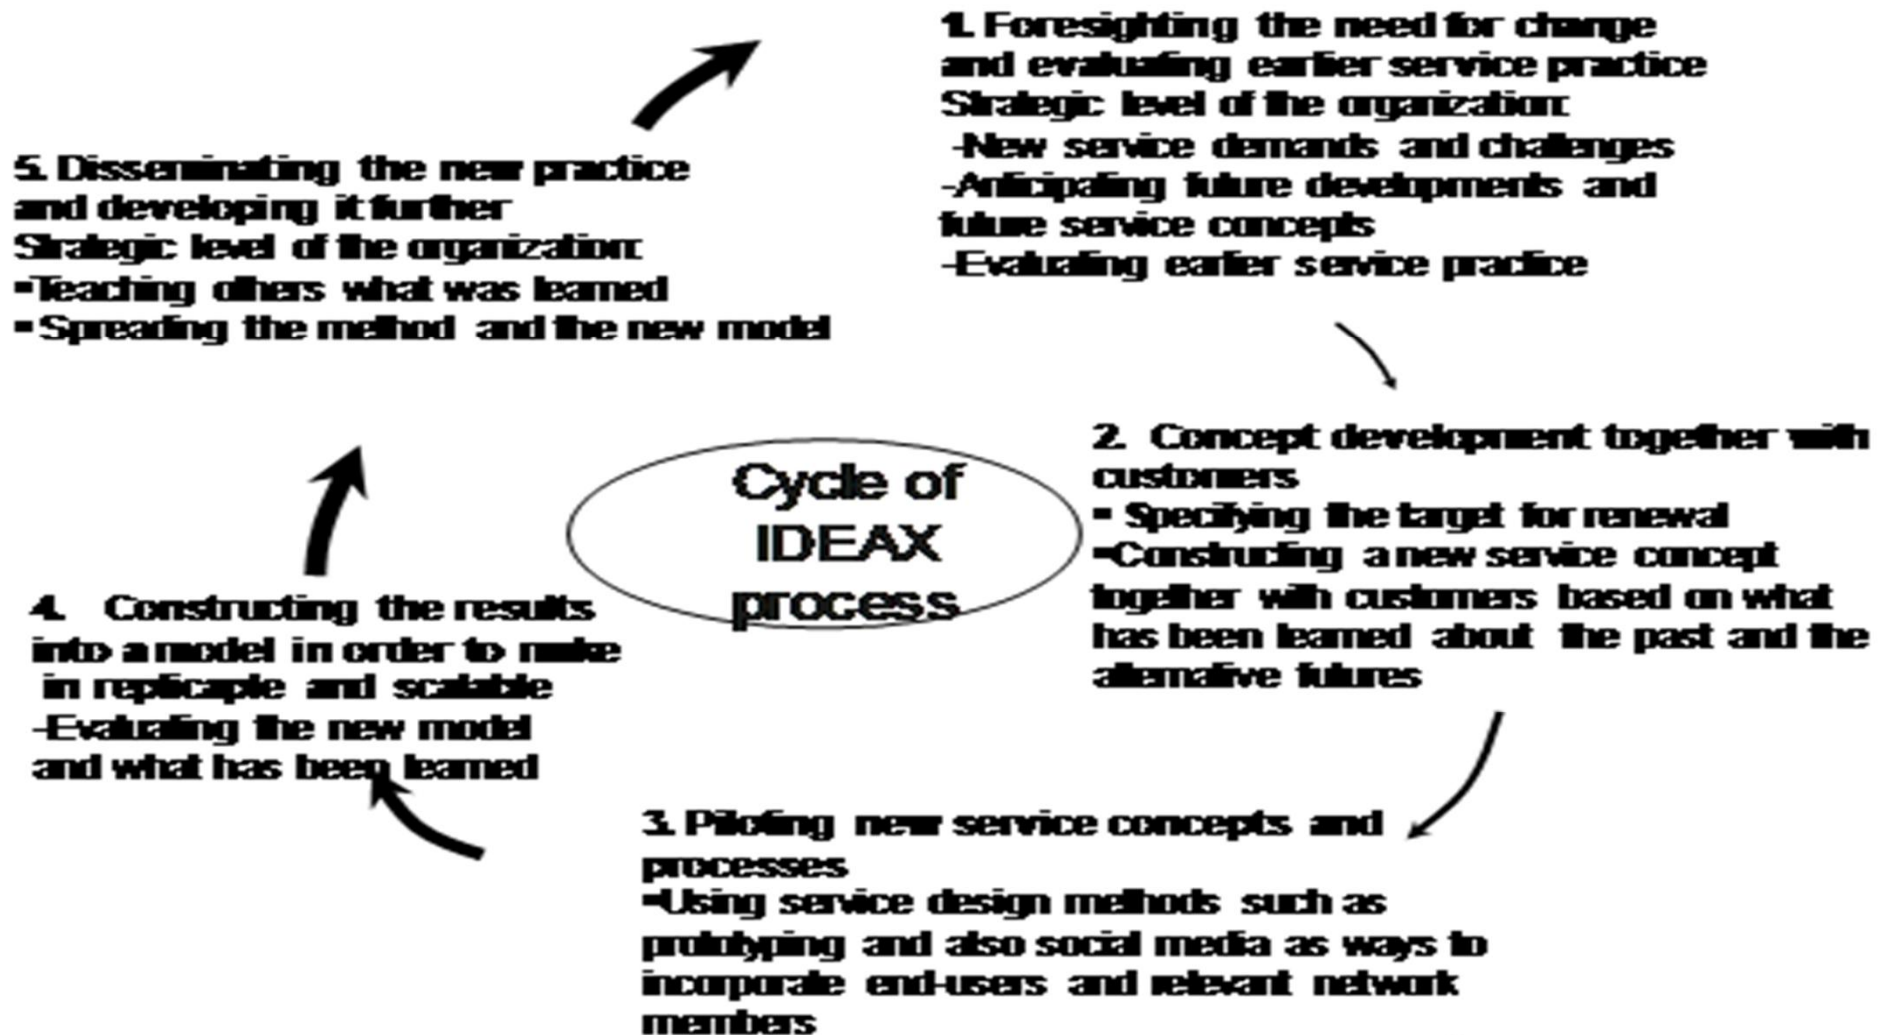 1. Foresighting the need for change
and evaluating earlier service practice
Strategic level of the organization:
-New service demands and challenges
-Anticipating future developments and
future service concepts
-Evaluating earlier service practice
2. Concept development together with
customers
▪ Specifying the target for renewal
▪Constructing a new service concept
together with customers based on what
has been learned about the past and the
alternative futures
3. Piloting new service concepts and
processes
▪Using service design methods such as
prototyping and also social media as ways to
incorporate end-users and relevant network
members
4. Constructing the results
into a model in order to make
in replicaple and scalable
-Evaluating the new model
and what has been learned
5. Disseminating the new practice
and developing it further
Strategic level of the organization:
▪Teaching others what was learned
▪ Spreading the method and the new model
Cycle of
IDEAX
process